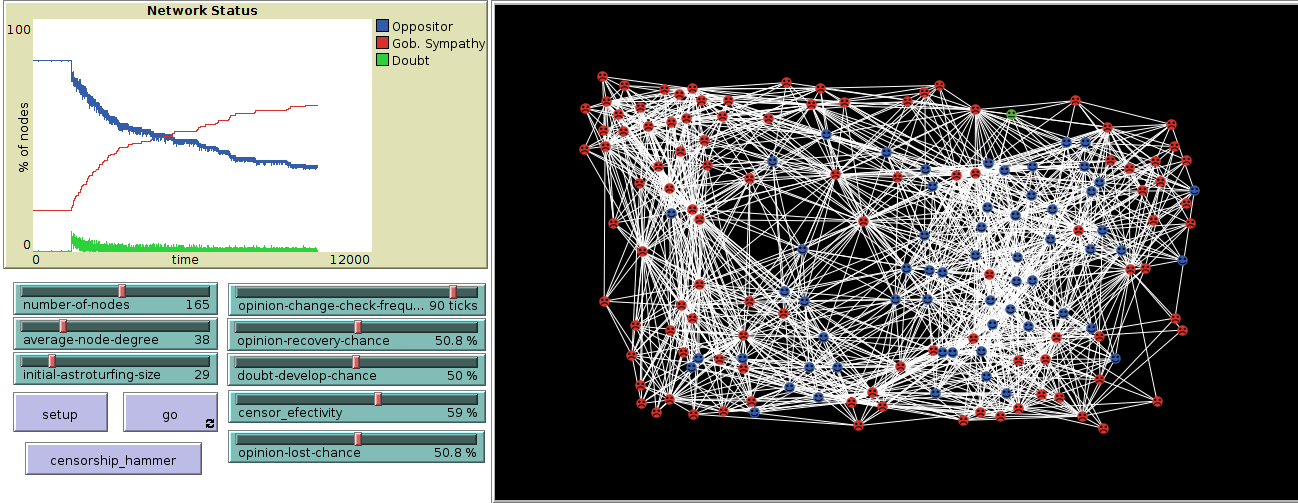 Network Status
100
% of nodes
0
0
time
12000
Oppositor
Gob. Sympathy
Doubt
number-of-nodes 165
average-node-degree 38
initial-astroturfing-size 29
setup
go
censorship_hammer
opinion-change-check-frequ... 90 ticks
opinion-recovery-chance 50.8 %
doubt-develop-chance 50 %
censor_efectivity 59 %
opinion-lost-chance 50.8 %